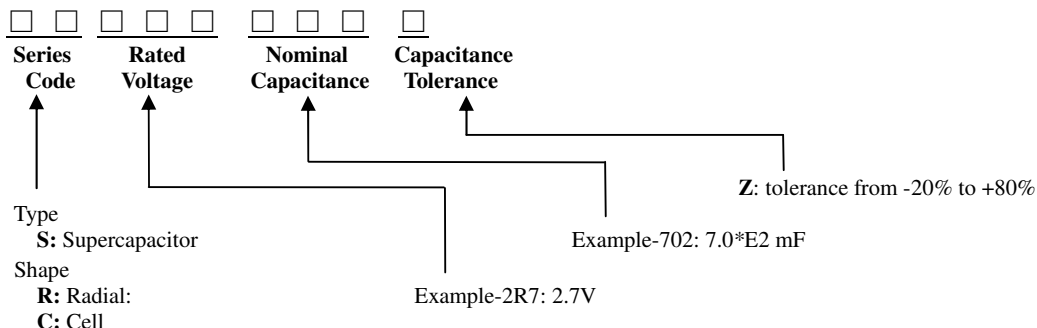 □ □ □ □ □ □ □ □ □
Series Rated Nominal Capacitance
Code Voltage Capacitance Tolerance
Z: tolerance from -20% to +80%
Type
S: Supercapacitor
Example-702: 7.0*E2 mF
Shape
R: Radial:
Example-2R7: 2.7V
C: Cell